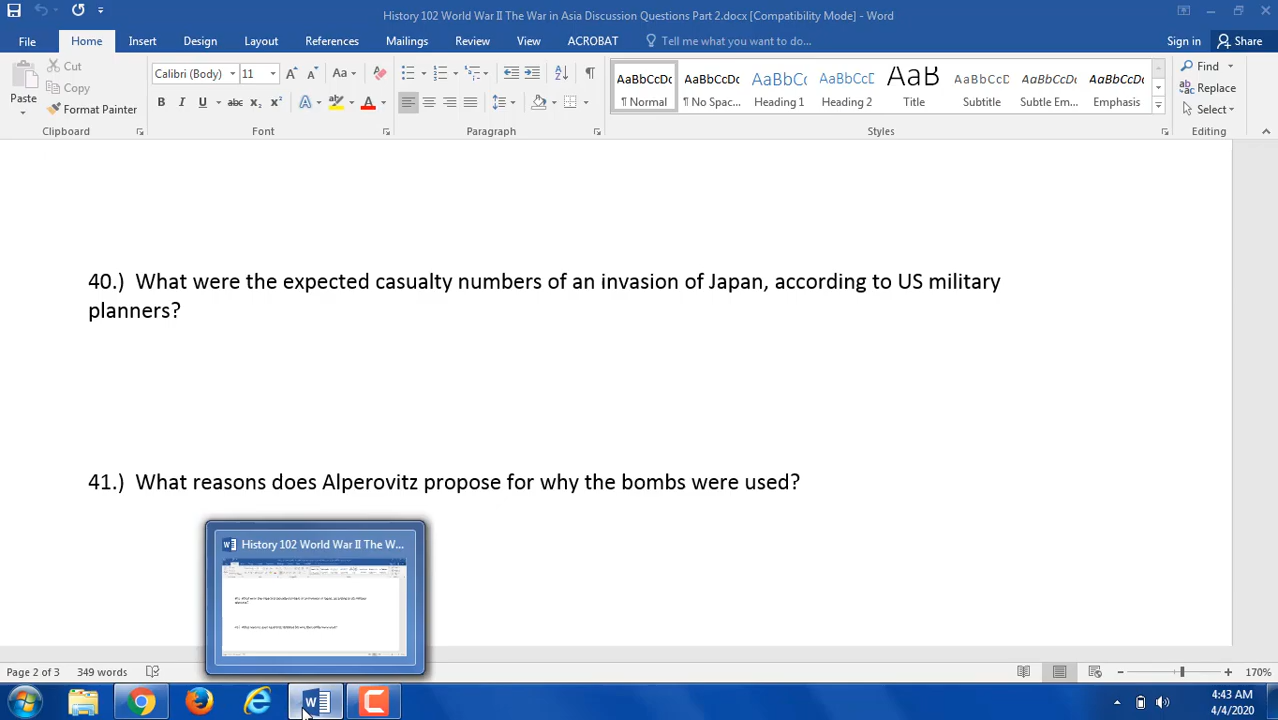 History 102 World War II The War in Asia Discussion Questions Part 2.docx [Compatibility Mode] - Word
File Home Insert Design Layout References Mailings Review View ACROBAT Tell me what you want to do... Sign in Share
Paste
Cut
Copy
Format Painter
Clipboard
Calibri (Body) 11
Font
Paragraph
AaBbCcDc AaBbCcDc AaBbCc AaBbCcC AaB AaBbCcD AaBbCcDc AaBbCcDc
¶ Normal ¶ No Spac... Heading 1 Heading 2 Title Subtitle Subtle Em... Emphasis
Styles
Find
Replace
Select
Editing
40.) What were the expected casualty numbers of an invasion of Japan, according to US military
planners?
41.) What reasons does Alperovitz propose for why the bombs were used?
History 102 World War II The W...
Page 2 of 3 349 words 170%
4:43 AM
4/4/2020